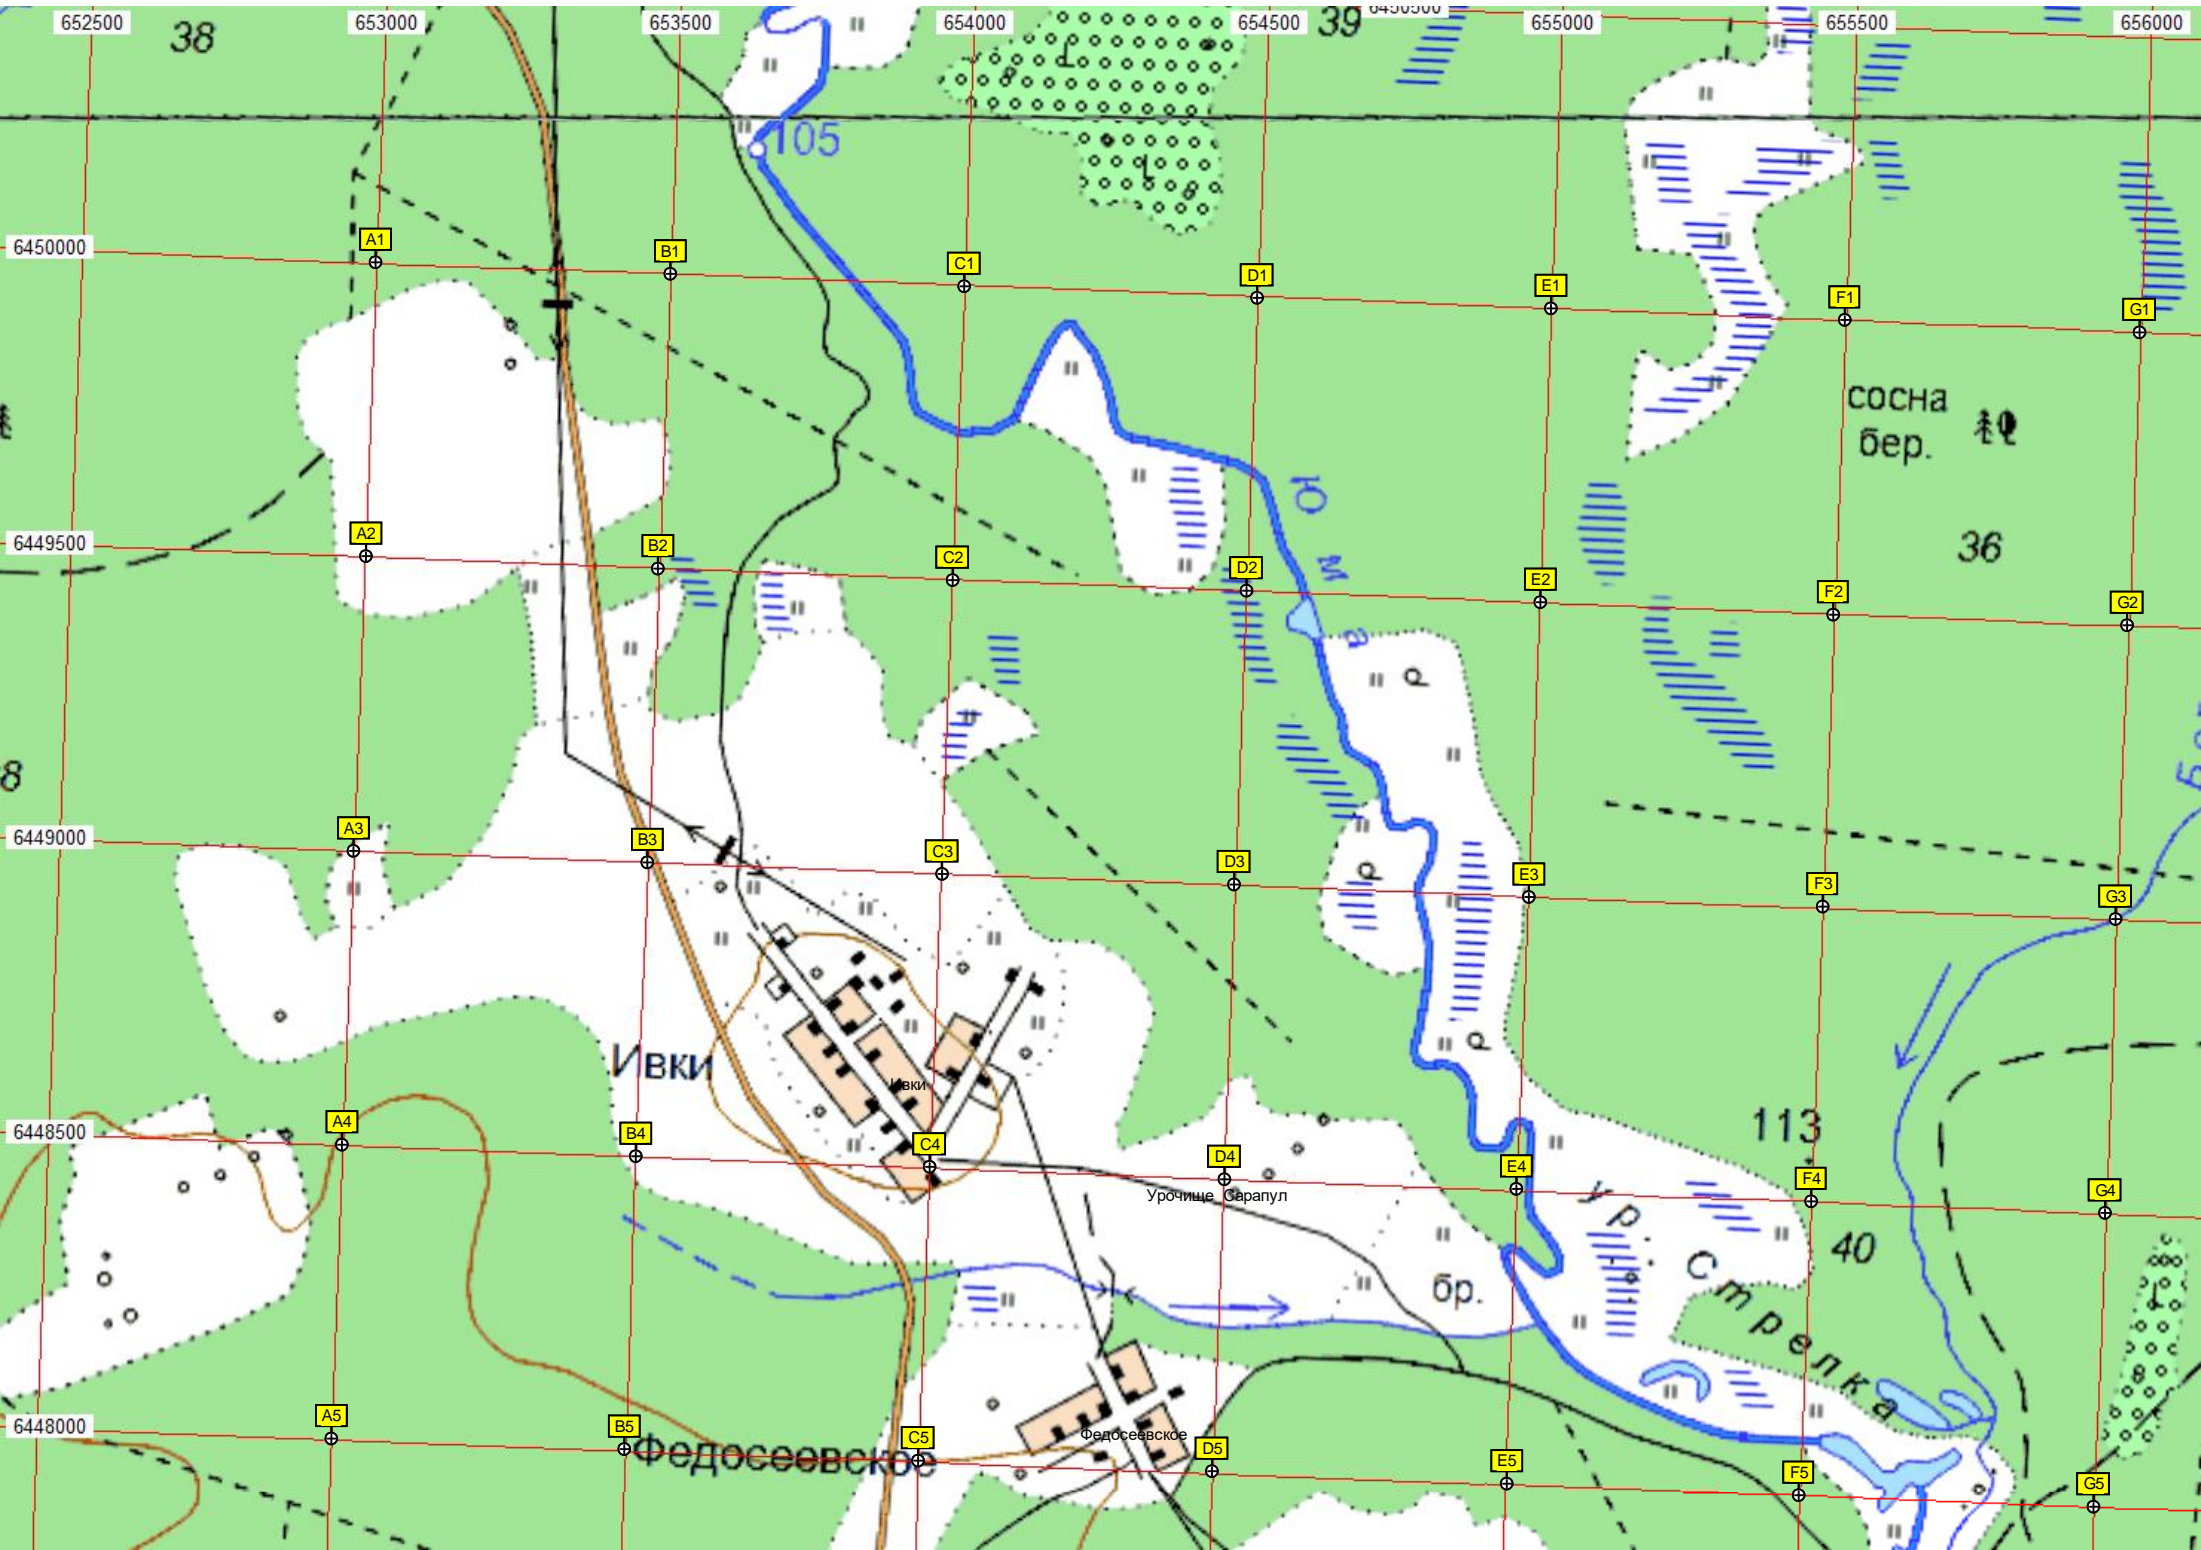 652500 653000 653500 654000 654500 655000 655500 656000
38
39
105
6450000
A1 B1 C1 D1 E1 F1 G1
сосна
бер.
Юма
36
6449500
A2 B2 C2 D2 E2 F2 G2
6449000
A3 B3 C3 D3 E3 F3 G3
Ивки
Ивки
113
6448500
A4 B4 C4 D4 E4 F4 G4
Урочище Сарапул
ур. Стрелка
40
бр.
6448000
A5 B5 C5 D5 E5 F5 G5
Федосеевское
Федосеевское